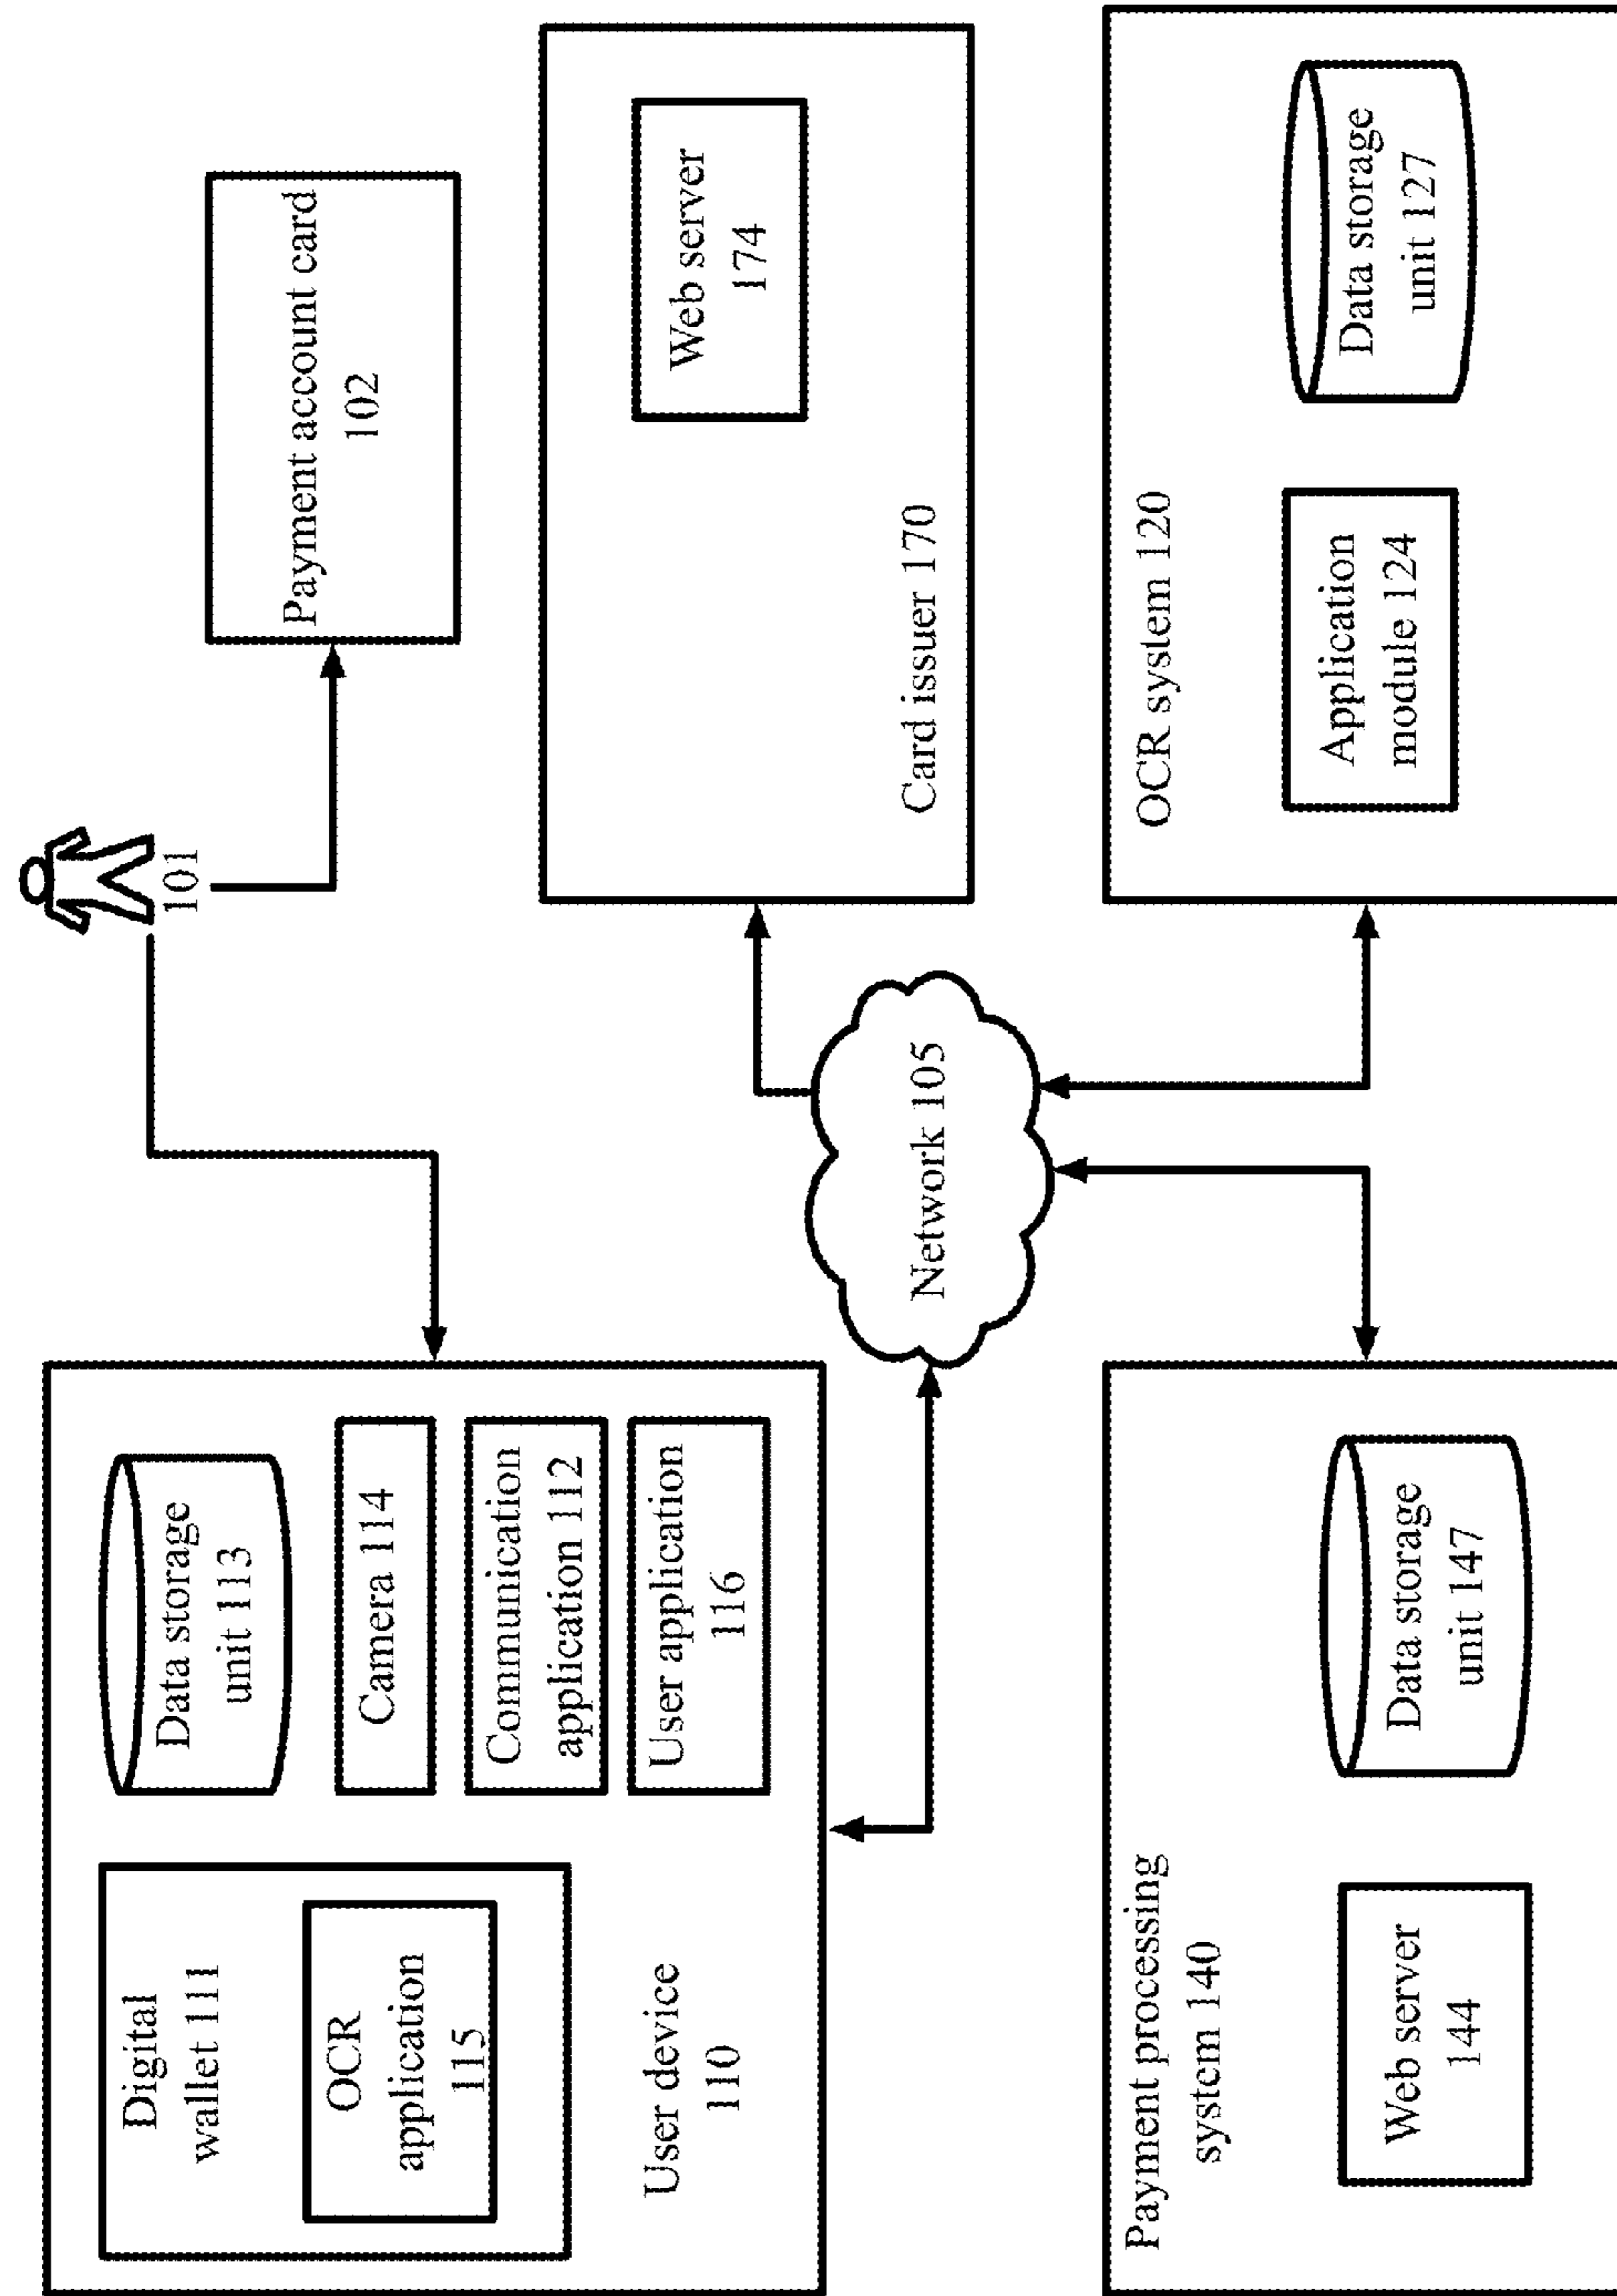 101
Payment account card
102
Digital
wallet 111
OCR
application
115
User device
110
Data storage
unit 113
Camera 114
Communication
application 112
User application
116
Network 105
Web server
174
Card issuer 170
Payment processing
system 140
Web server
144
Data storage
unit 147
OCR system 120
Application
module 124
Data storage
unit 127